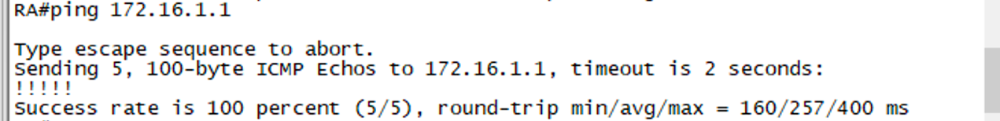 RA#ping 172.16.1.1
Type escape sequence to abort.
Sending 5, 100-byte ICMP Echos to 172.16.1.1, timeout is 2 seconds:
!!!!!
Success rate is 100 percent (5/5), round-trip min/avg/max = 160/257/400 ms